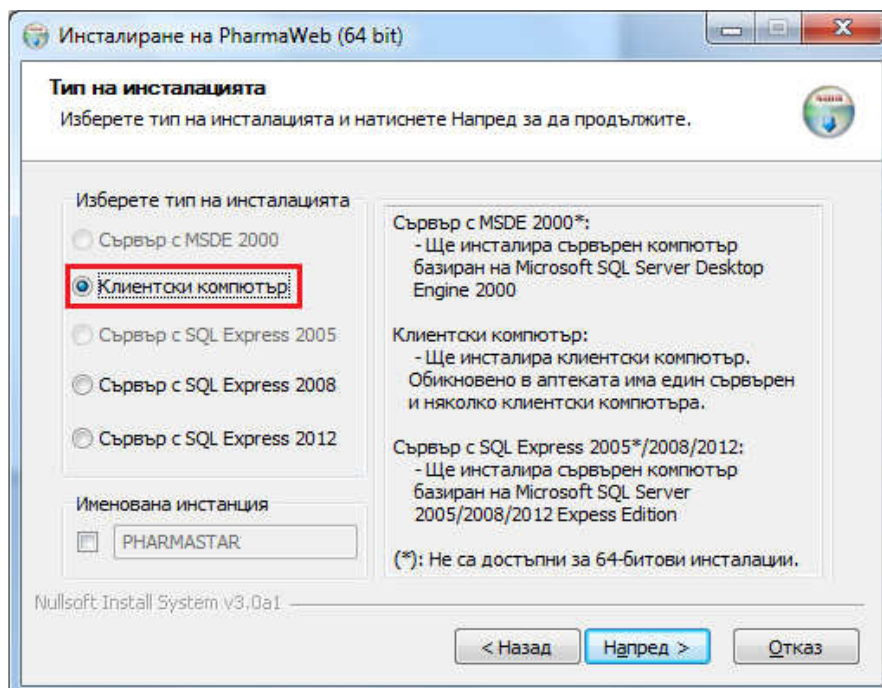 Инсталиране на PharmaWeb (64 bit)
Тип на инсталацията
Изберете тип на инсталацията и натиснете Напред за да продължите.
Изберете тип на инсталацията
Сървър с MSDE 2000
Клиентски компютър
Сървър с SQL Express 2005
Сървър с SQL Express 2008
Сървър с SQL Express 2012
Именована инстанция
PHARMASTAR
Сървър с MSDE 2000*:
- Ще инсталира сървърен компютър
базиран на Microsoft SQL Server Desktop
Engine 2000
Клиентски компютър:
- Ще инсталира клиентски компютър.
Обикновено в аптеката има един сървърен
и няколко клиентски компютъра.
Сървър с SQL Express 2005*/2008/2012:
- Ще инсталира сървърен компютър
базиран на Microsoft SQL Server
2005/2008/2012 Expess Edition
(*): Не са достъпни за 64-битови инсталации.
Nullsoft Install System v3.0a1
< Назад
Напред >
Отказ